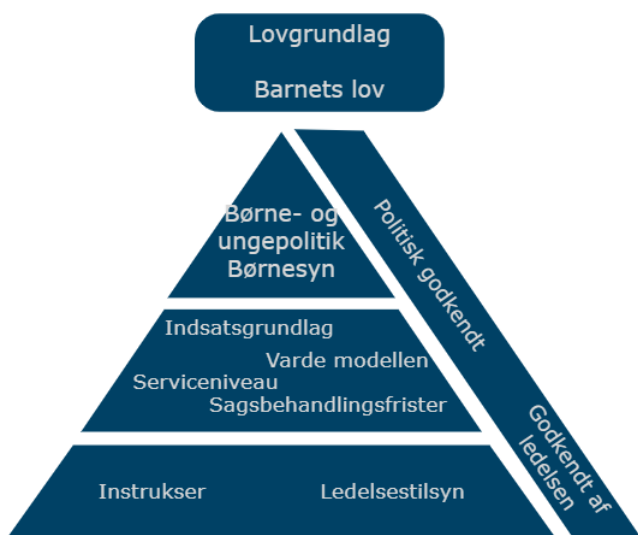 Lovgrundlag
Barnets lov
Børne- og
ungepolitik
Børnesyn
Indsatsgrundlag
Varde modellen
Serviceniveau
Sagsbehandlingsfrister
Instrukser
Ledelsestilsyn
Politisk godkendt
Godkendt af
ledelsen